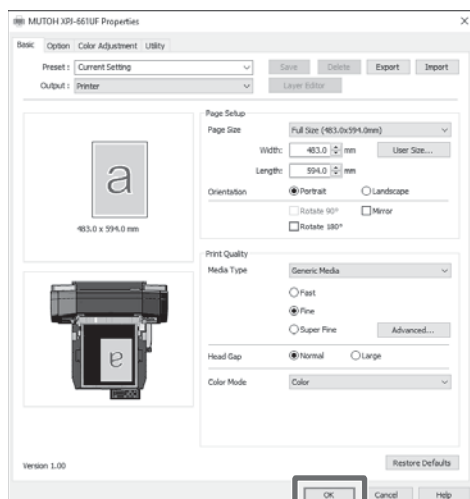 MUTOH XPJ-661UF Properties
Basic Option Color Adjustment Utility
Preset : Current Setting Save Delete Export Import
Output : Printer Layer Editor
Page Setup
Page Size Full Size (483.0x594.0mm)
Width: 483.0 mm User Size...
Length: 594.0 mm
Orientation Portrait Landscape
Rotate 90° Mirror
Rotate 180°
a
483.0 x 594.0 mm
Print Quality
Media Type Generic Media
Fast
Fine
Super Fine Advanced...
Head Gap Normal Large
Color Mode Color
a
Version 1.00 Restore Defaults
OK Cancel Help